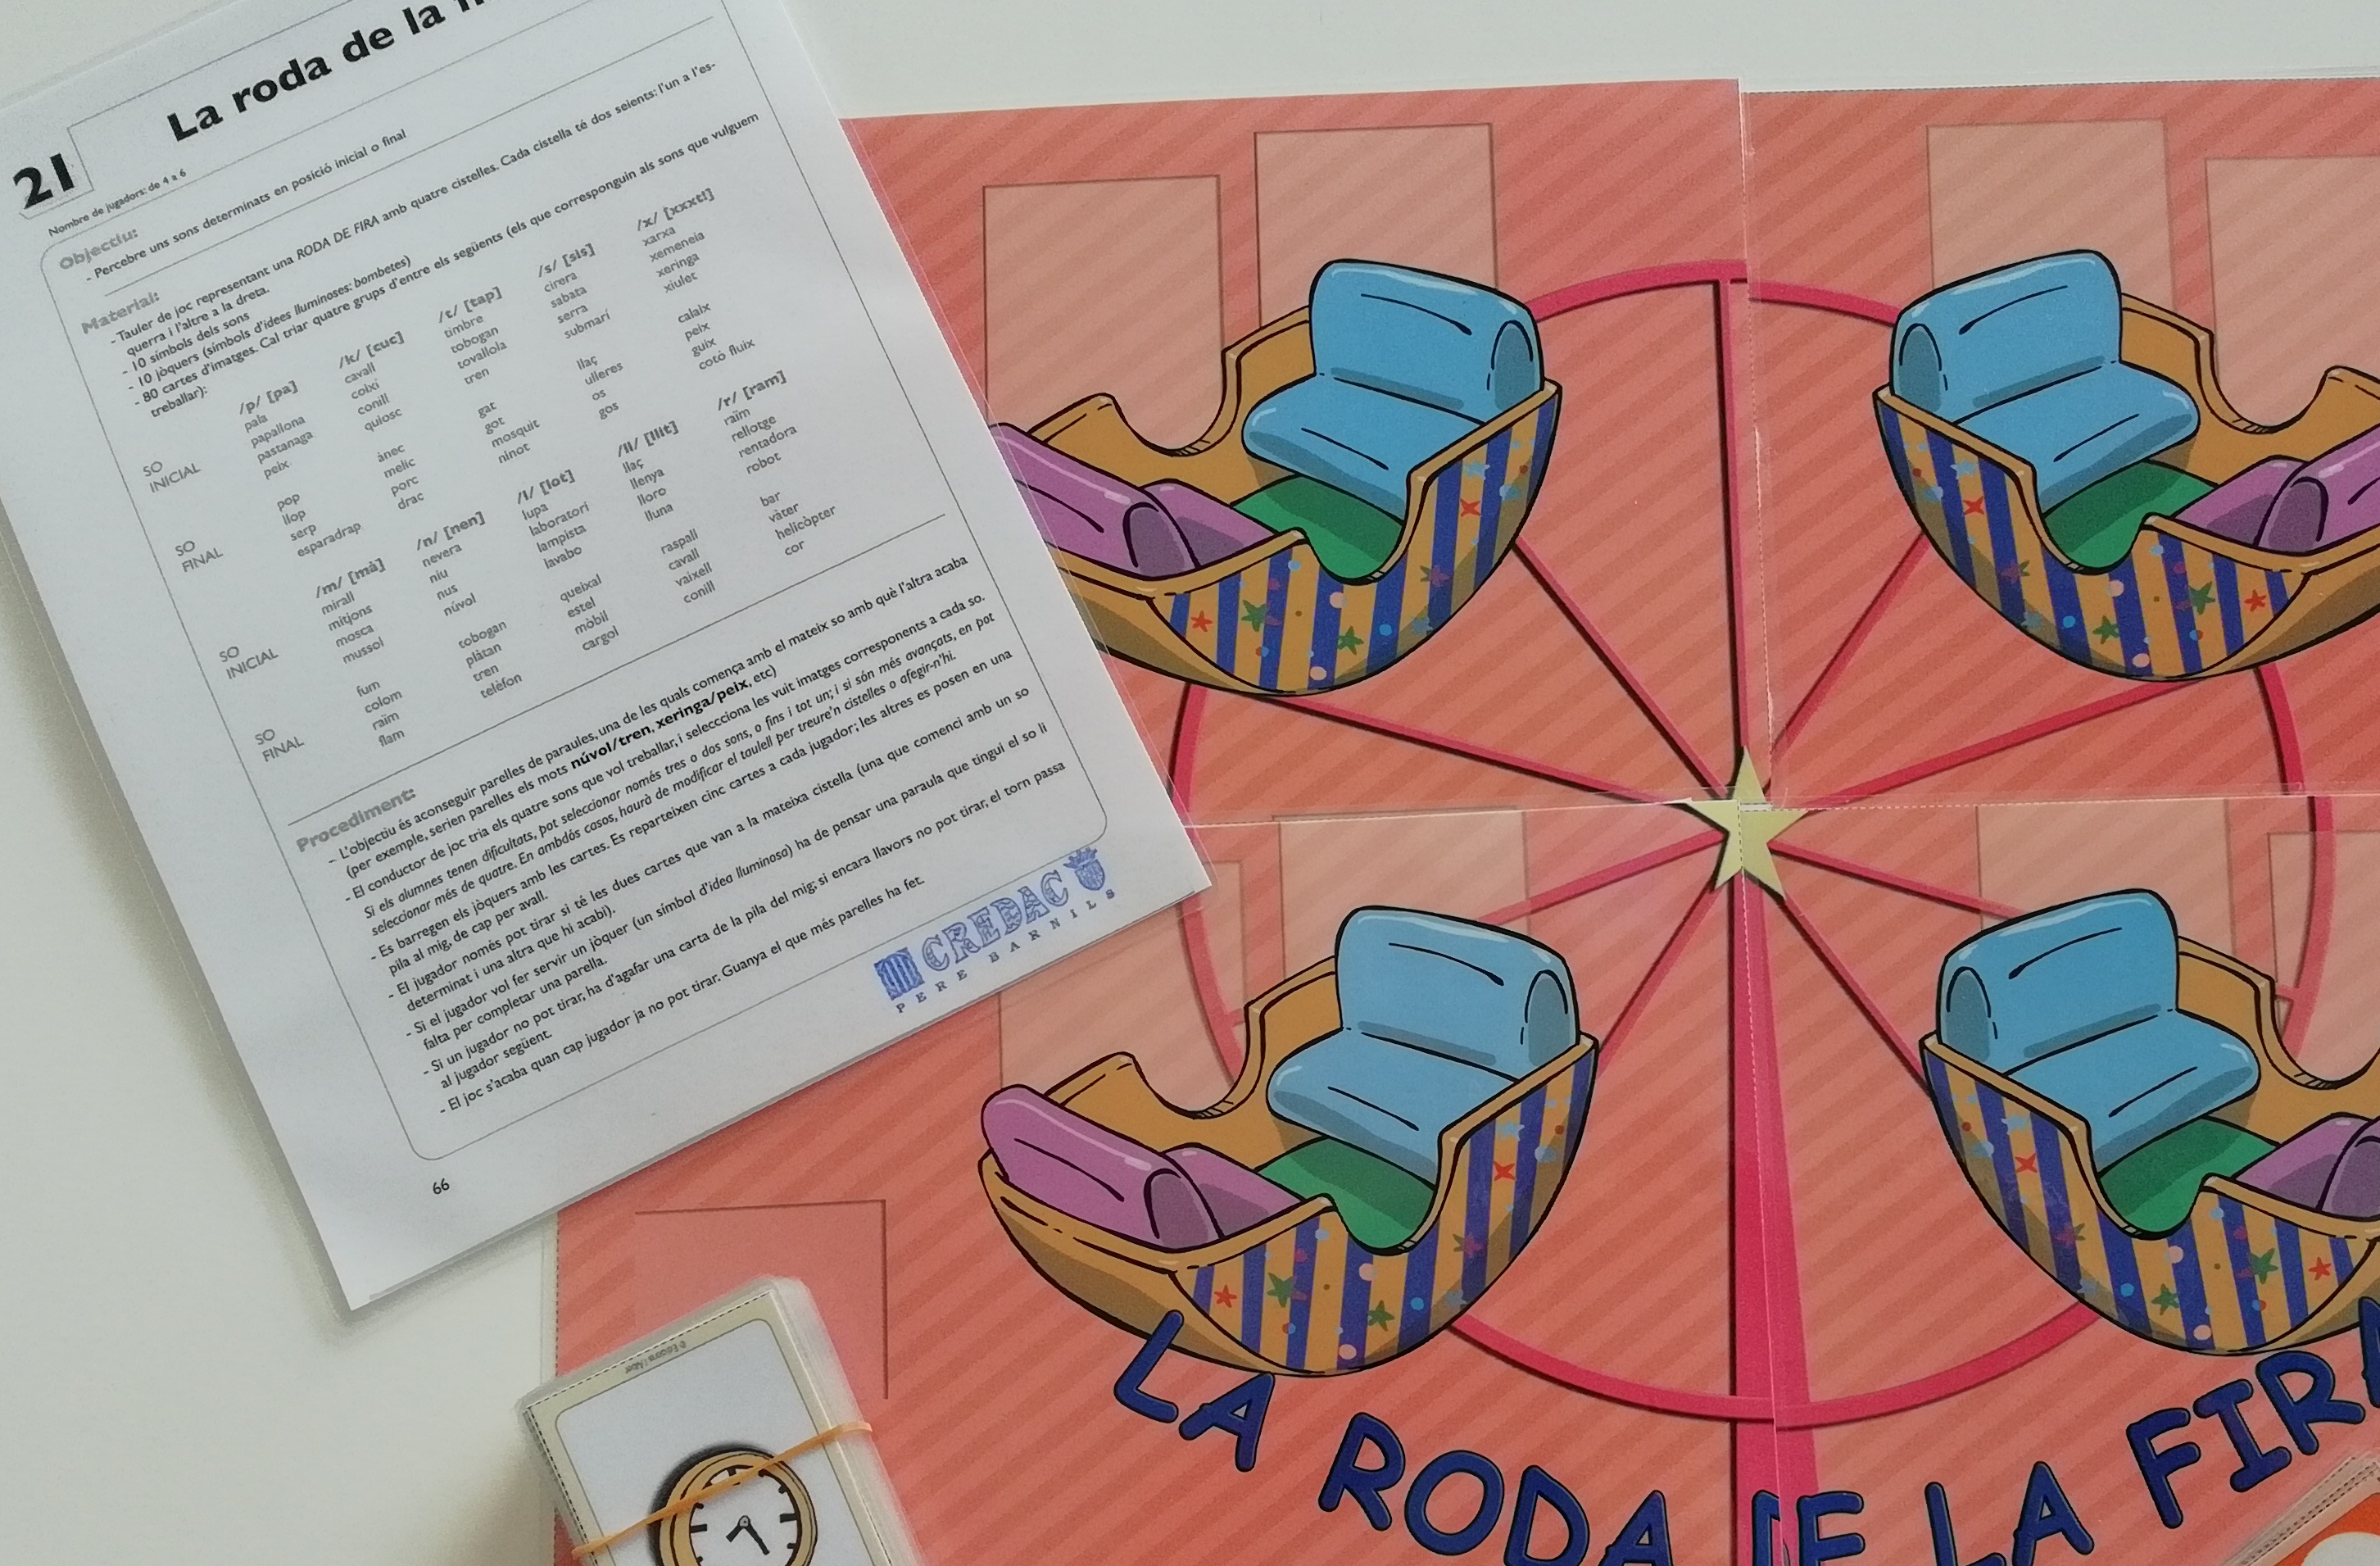 21
La roda de la
Nombre de jugadors: de 4 a 6
Objectiu:
- Percebre uns sons determinats en posició inicial o final
Material:
- Tauler de joc representant una RODA DE FIRA amb quatre cistelles. Cada cistella té dos seients: l'un a l'es-
querra i l'altre a la dreta.
- 10 símbols dels sons
- 10 jòquers (símbols d'idees lluminoses: bombetes)
- 80 cartes d'imatges. Cal triar quatre grups d'entre els següents (els que corresponguin als sons que vulguem
treballar):
/p/ [pa] /k/ [cuc] /t/ [tap] /s/ [sis] /x/ [xxxt!]
SO INICIAL
pala cavall timbre cirera xarxa
papallona coixí tobogan sabata xemeneia
pastanaga conill tovallola serra xeringa
peix quiosc tren submarí xiulet
SO FINAL
pop ànec gat llaç calaix
llop melic got ulleres peix
serp porc mosquit os guix
esparadrap drac ninot gos cotó fluix
/m/ [mà] /n/ [nen] /l/ [lot] /ll/ [llit] /r/ [ram]
SO INICIAL
mirall nevera lupa llaç raïm
mitjons niu laboratori llenya rellotge
mosca nus lampista lloro rentadora
mussol núvol lavabo lluna robot
SO FINAL
fum tobogan queixal raspall bar
colom plàtan estel cavall vàter
raïm tren mòbil vaixell helicòpter
flam telèfon cargol conill cor
Procediment:
- L'objectiu és aconseguir parelles de paraules, una de les quals comença amb el mateix so amb què l'altra acaba
(per exemple, serien parelles els mots núvol/tren, xeringa/peix, etc)
- El conductor de joc tria els quatre sons que vol treballar, i seleccciona les vuit imatges corresponents a cada so.
Si els alumnes tenen dificultats, pot seleccionar només tres o dos sons, o fins i tot un; i si són més avançats, en pot
seleccionar més de quatre. En ambdós casos, haurà de modificar el taulell per treure'n cistelles o afegir-n'hi.
- Es barregen els jòquers amb les cartes. Es reparteixen cinc cartes a cada jugador; les altres es posen en una
pila al mig, de cap per avall.
- El jugador només pot tirar si té les dues cartes que van a la mateixa cistella (una que comenci amb un so
determinat i una altra que hi acabi).
- Si el jugador vol fer servir un jòquer (un símbol d'idea lluminosa) ha de pensar una paraula que tingui el so li
falta per completar una parella.
- Si un jugador no pot tirar, ha d'agafar una carta de la pila del mig; si encara llavors no pot tirar, el torn passa
al jugador següent.
- El joc s'acaba quan cap jugador ja no pot tirar. Guanya el que més parelles ha fet.
CREDAC
PERE BARNILS
66
LA RODA DE LA FIRA